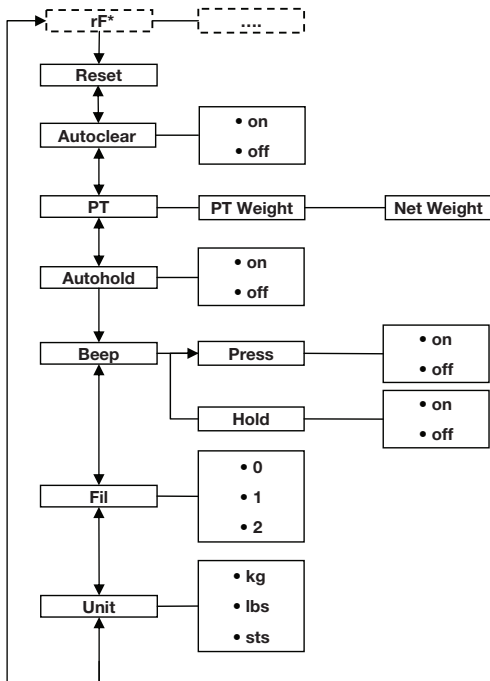 rF* ....
Reset
Autoclear
• on
• off
PT PT Weight Net Weight
Autohold
• on
• off
Beep Press
• on
• off
Hold
• on
• off
Fil
• 0
• 1
• 2
Unit
• kg
• lbs
• sts